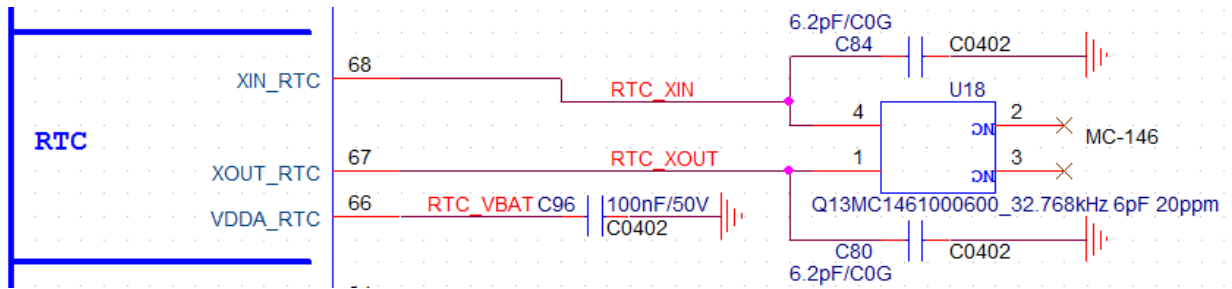 6.2pF/C0G
C84 C0402
68
XIN_RTC
RTC_XIN
U18
4 NC 2
MC-146
RTC
67
XOUT_RTC
RTC_XOUT
1 NC 3
66
VDDA_RTC
RTC_VBAT C96 100nF/50V
C0402
Q13MC1461000600_32.768kHz 6pF 20ppm
C80 C0402
6.2pF/C0G